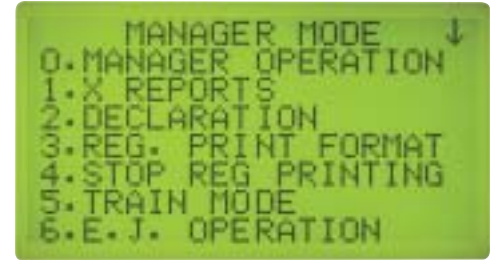 MANAGER MODE ↓
0.MANAGER OPERATION
1.X REPORTS
2.DECLARATION
3.REG. PRINT FORMAT
4.STOP REG PRINTING
5.TRAIN MODE
6.E.J. OPERATION